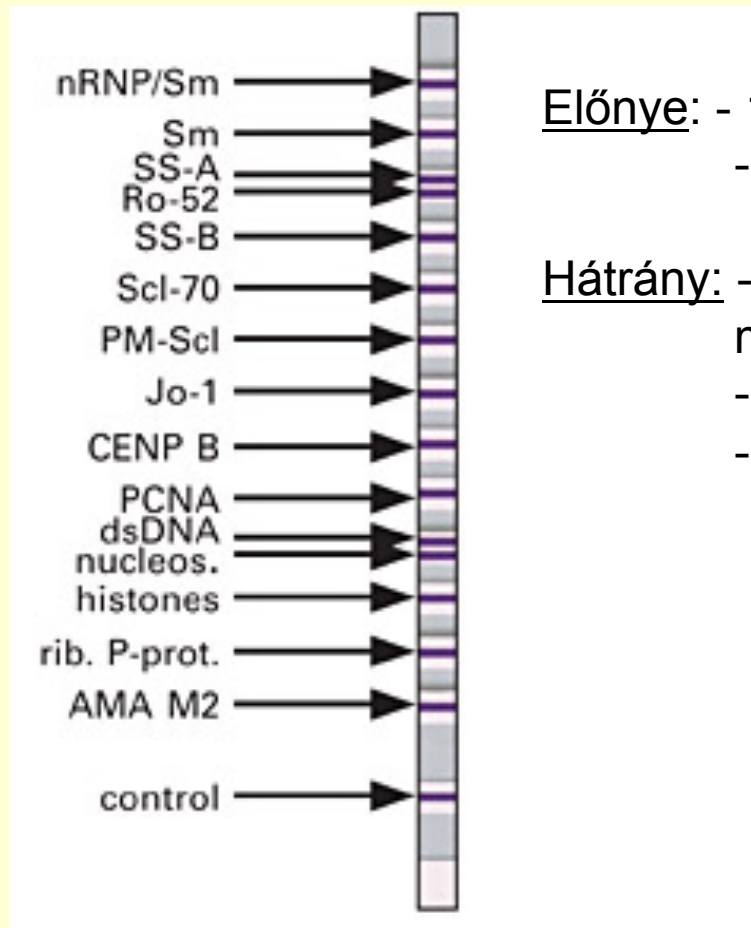 nRNP/Sm
Sm
SS-A
Ro-52
SS-B
Scl-70
PM-Scl
Jo-1
CENP B
PCNA
dsDNA
nucleos.
histones
rib. P-prot.
AMA M2
control
Előnye: -
-
Hátrány: -
-
-